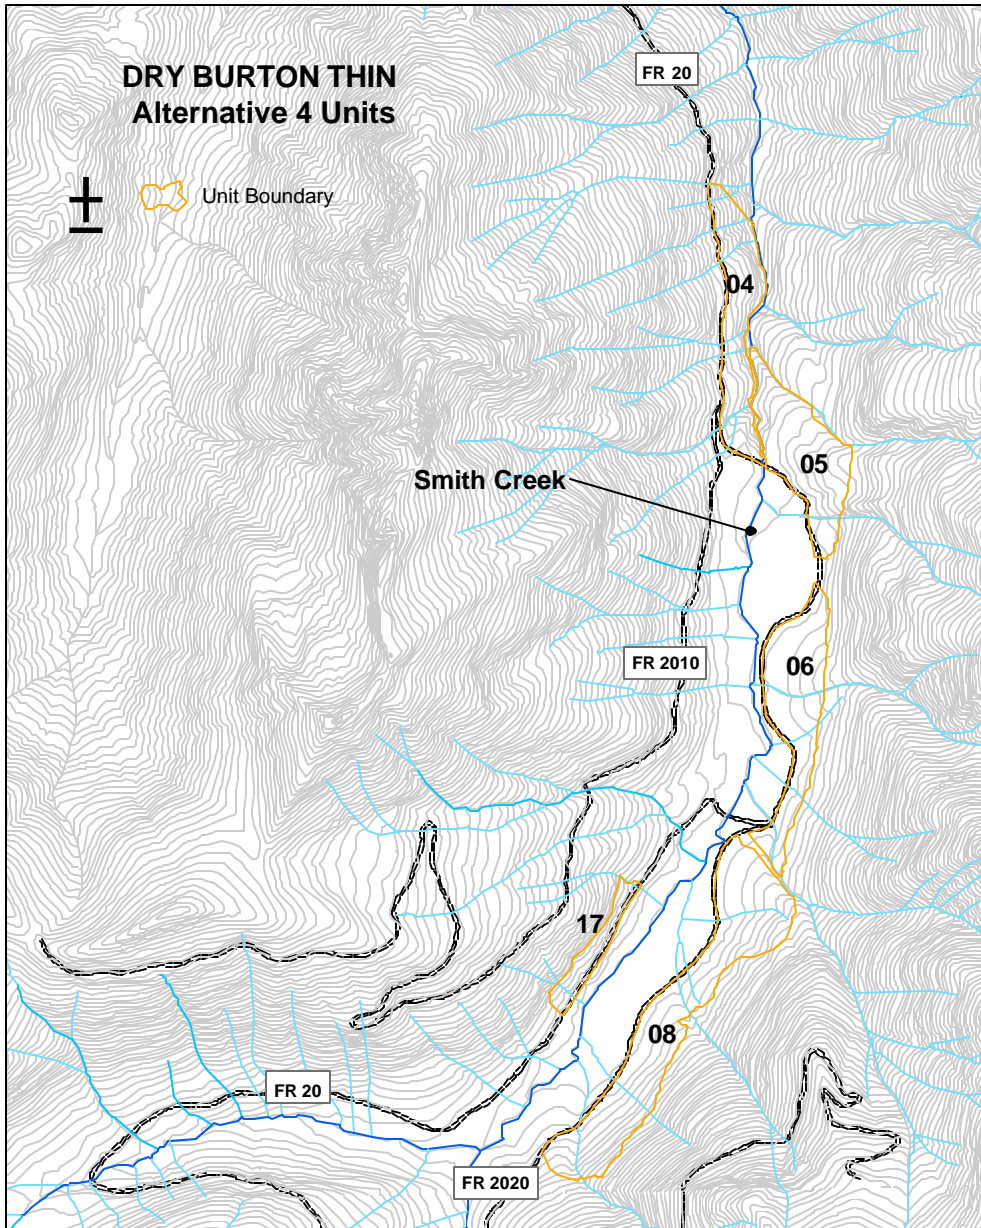 DRY BURTON THIN
Alternative 4 Units
Unit Boundary
FR 20
04
05
Smith Creek
06
FR 2010
17
08
FR 20
FR 2020